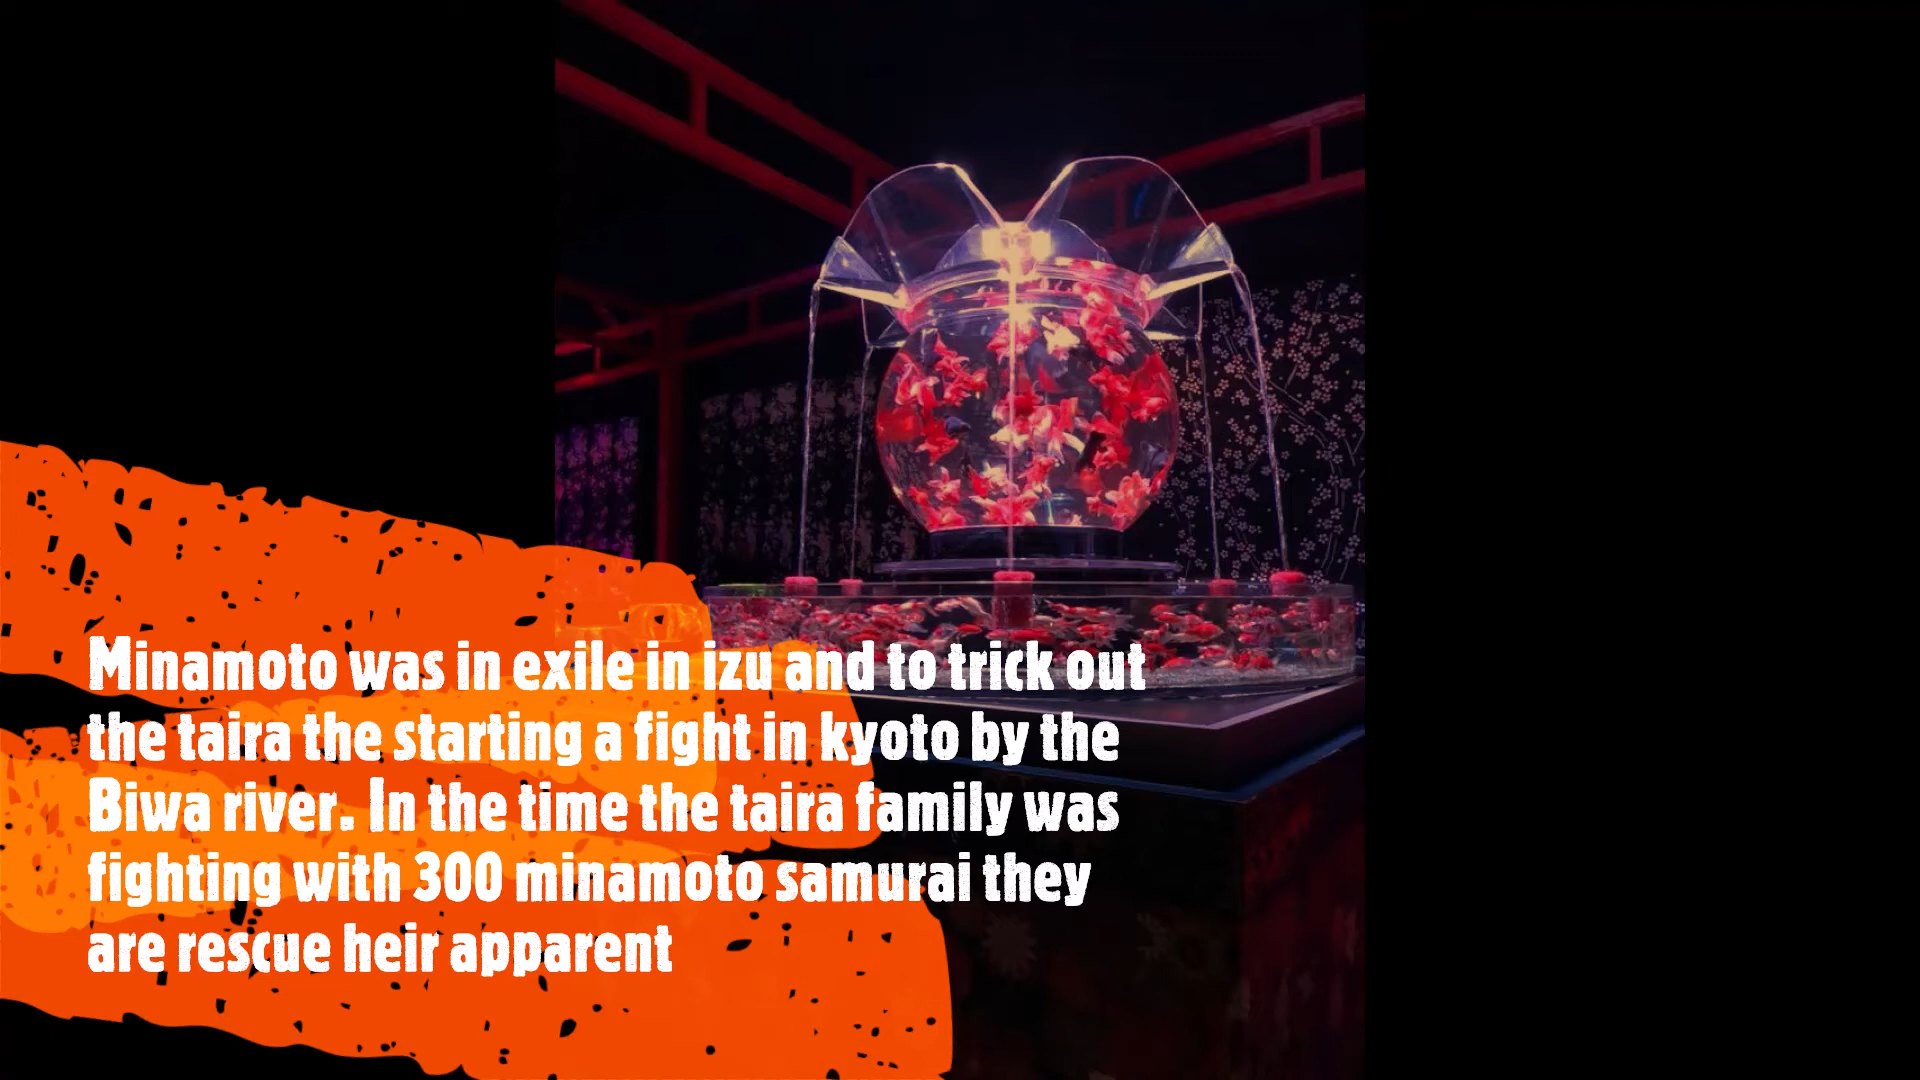 Minamoto was in exile in izu and to trick out
the taira the starting a fight in kyoto by the
Biwa river. In the time the taira family was
fighting with 300 minamoto samurai they
are rescue heir apparent